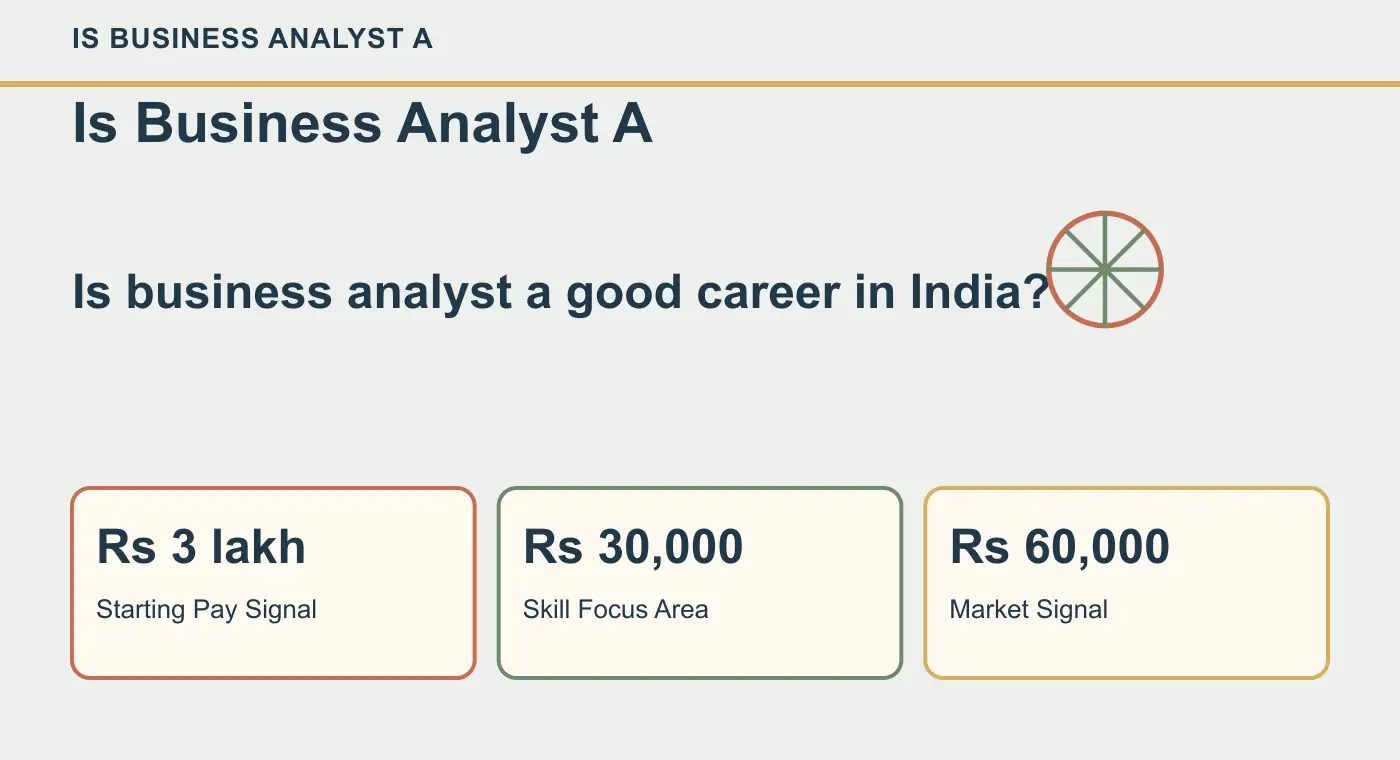 IS BUSINESS ANALYST A
Is Business Analyst A
Is business analyst a good career in India?
Rs 3 lakh
Starting Pay Signal
Rs 30,000
Skill Focus Area
Rs 60,000
Market Signal